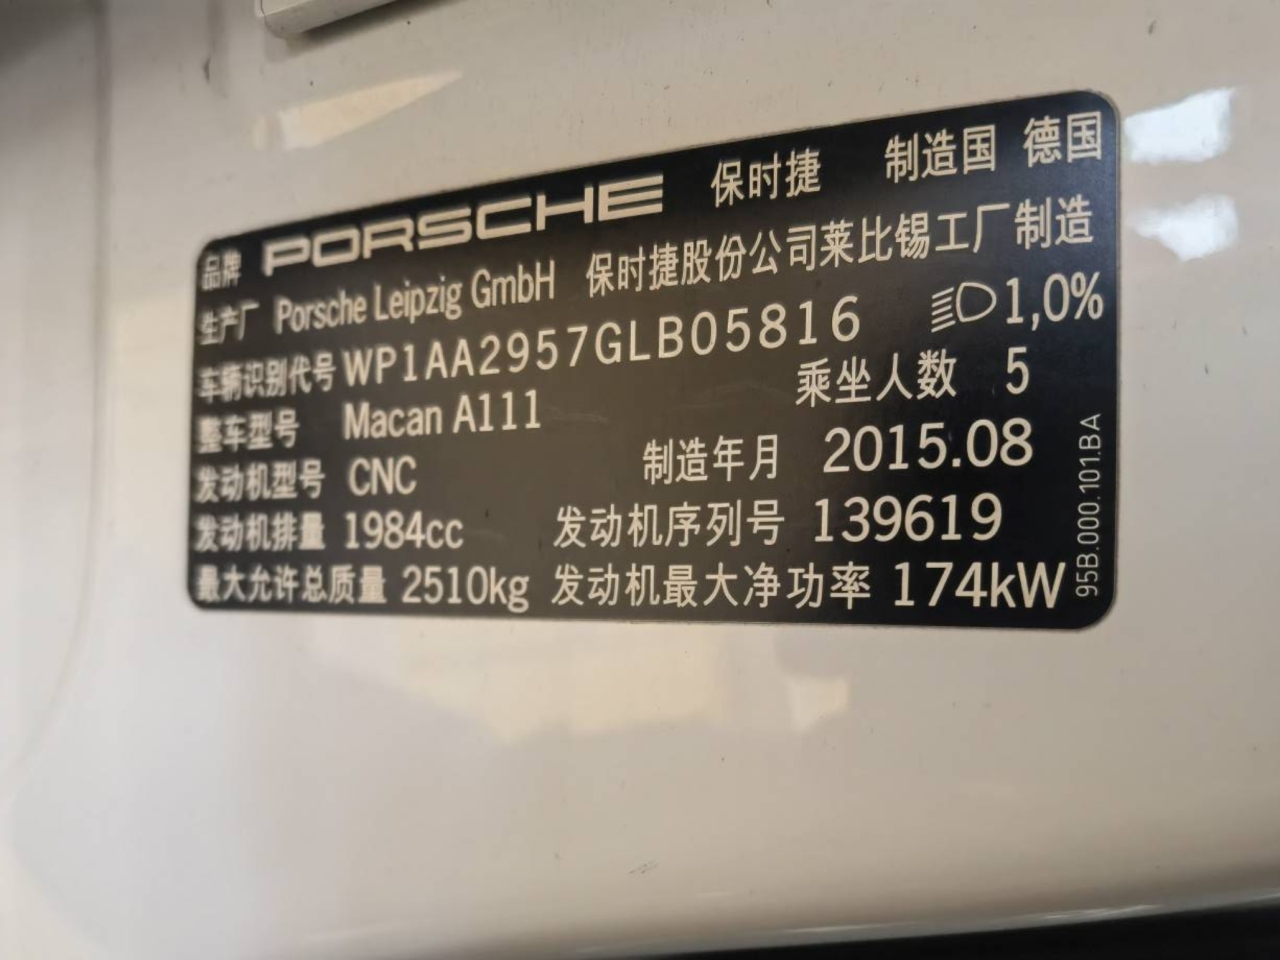 品牌 PORSCHE 保时捷 制造国 德国
生产厂 Porsche Leipzig GmbH 保时捷股份公司莱比锡工厂制造
车辆识别代号 WP1AA2957GLB05816 1,0%
整车型号 Macan A111 乘坐人数 5
发动机型号 CNC 制造年月 2015.08
发动机排量 1984cc 发动机序列号 139619
最大允许总质量 2510kg 发动机最大净功率 174kW
95B.000.101.BA